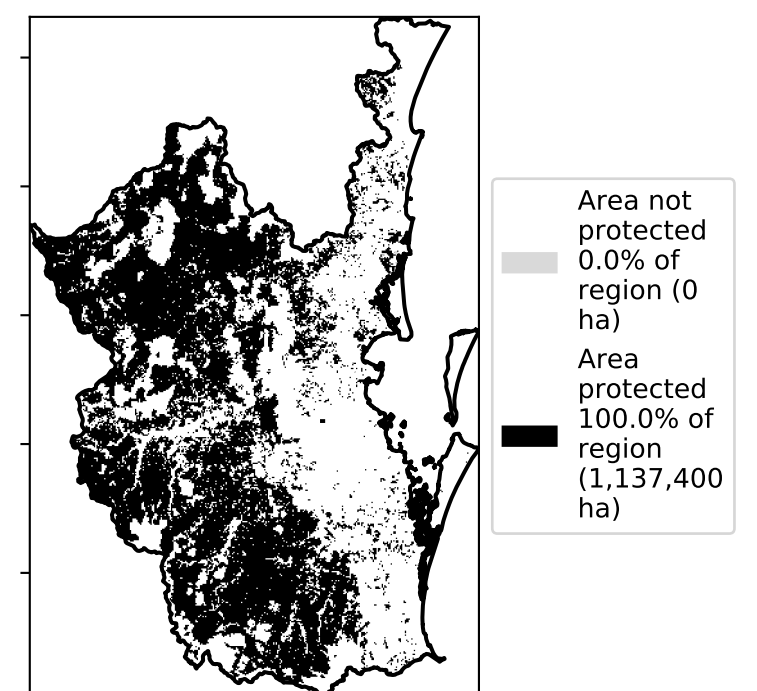 Area not
protected
0.0% of
region (0
ha)
Area
protected
100.0% of
region
(1,137,400
ha)